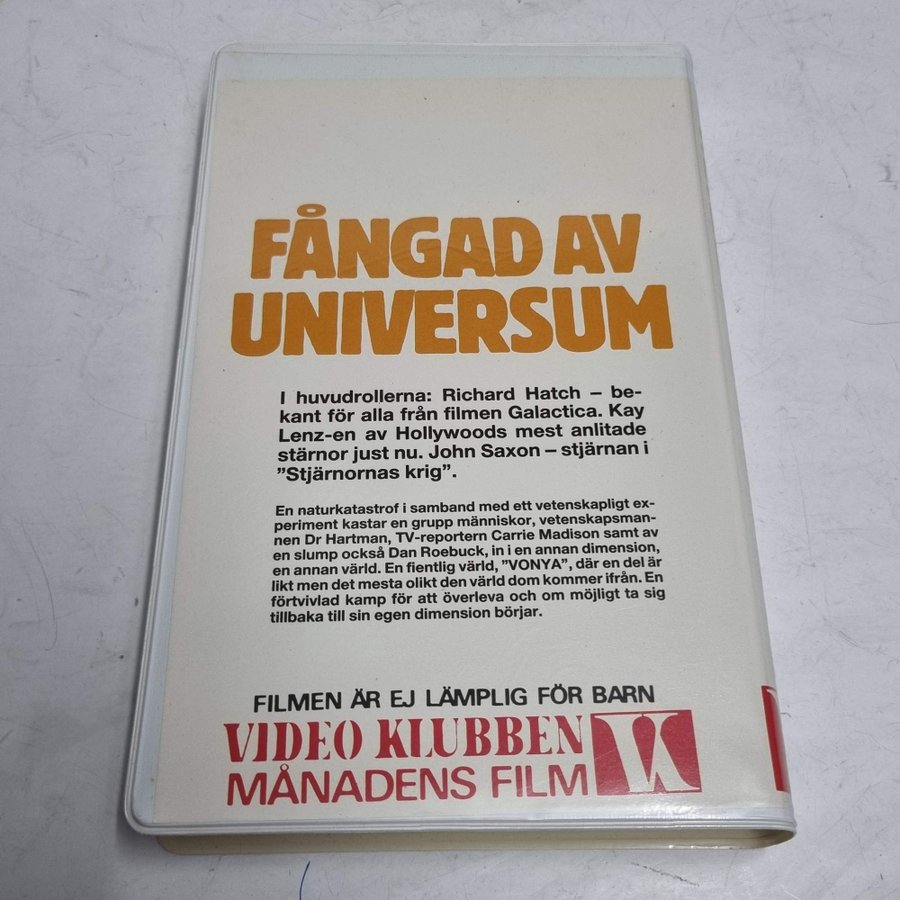 FÅNGAD AV
UNIVERSUM
I huvudrollerna: Richard Hatch – be-
kant för alla från filmen Galactica. Kay
Lenz-en av Hollywoods mest anlitade
stärnor just nu. John Saxon – stjärnan i
”Stjärnornas krig”.
En naturkatastrof i samband med ett vetenskapligt ex-
periment kastar en grupp människor, vetenskapsman-
nen Dr Hartman, TV-reportern Carrie Madison samt av
en slump också Dan Roebuck, in i en annan dimension,
en annan värld. En fientlig värld, ”VONYA”, där en del är
likt men det mesta olikt den värld dom kommer ifrån. En
förtvivlad kamp för att överleva och om möjligt ta sig
tillbaka till sin egen dimension börjar.
FILMEN ÄR EJ LÄMPLIG FÖR BARN
VIDEO KLUBBEN
MÅNADENS FILM
VK